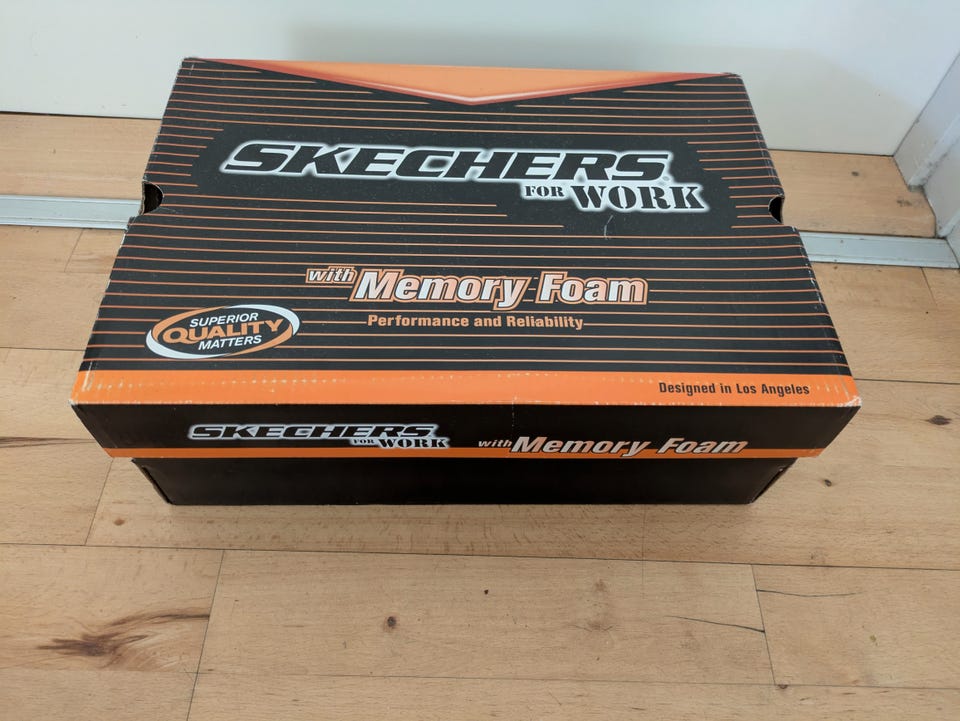 SKECHERS
FOR WORK
with Memory Foam
Performance and Reliability
SUPERIOR
QUALITY
MATTERS
Designed in Los Angeles
SKECHERS
FOR WORK
with Memory Foam